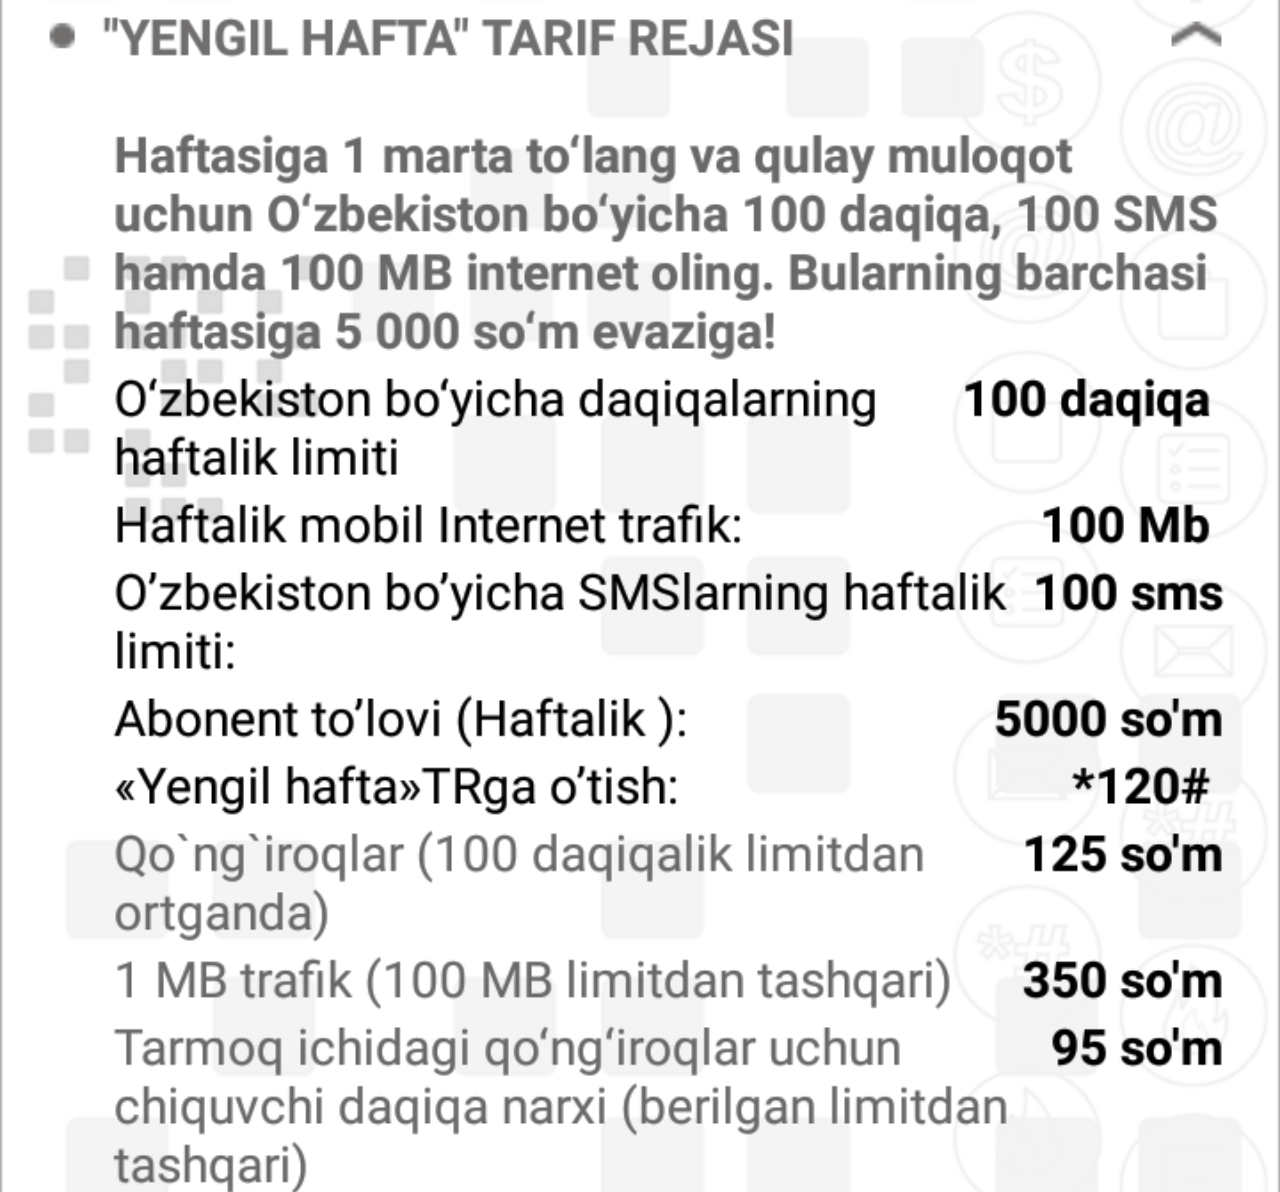 "YENGIL HAFTA" TARIF REJASI
Haftasiga 1 marta to‘lang va qulay muloqot
uchun O‘zbekiston bo‘yicha 100 daqiqa, 100 SMS
hamda 100 MB internet oling. Bularning barchasi
haftasiga 5 000 so‘m evaziga!
O‘zbekiston bo‘yicha daqiqalarning 100 daqiqa
haftalik limiti
Haftalik mobil Internet trafik: 100 Mb
O’zbekiston bo’yicha SMSlarning haftalik 100 sms
limiti:
Abonent to’lovi (Haftalik ): 5000 so'm
«Yengil hafta»TRga o’tish: *120#
Qo`ng`iroqlar (100 daqiqalik limitdan 125 so'm
ortganda)
1 MB trafik (100 MB limitdan tashqari) 350 so'm
Tarmoq ichidagi qo‘ng‘iroqlar uchun 95 so'm
chiquvchi daqiqa narxi (berilgan limitdan
tashqari)